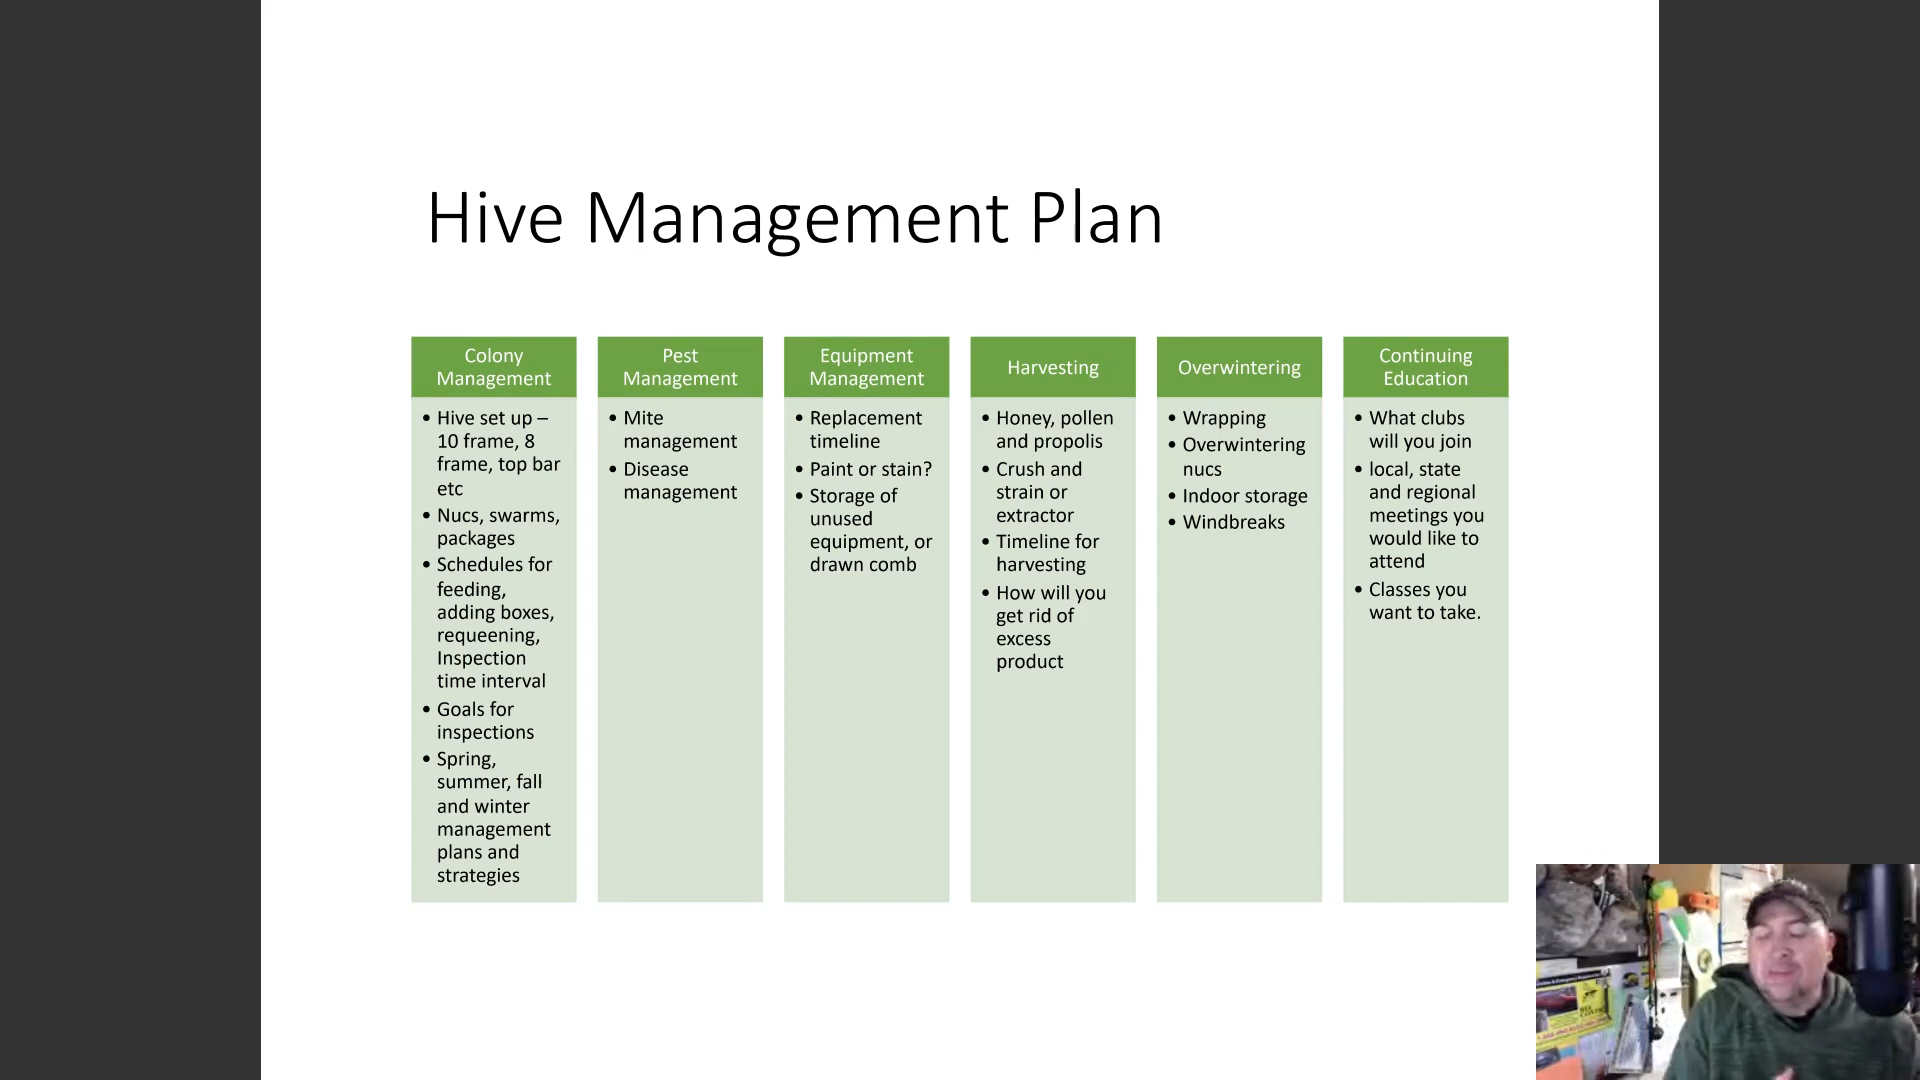 Hive Management Plan
Colony
Management
• Hive set up –
10 frame, 8
frame, top bar
etc
• Nucs, swarms,
packages
• Schedules for
feeding,
adding boxes,
requeening,
Inspection
time interval
• Goals for
inspections
• Spring,
summer, fall
and winter
management
plans and
strategies
Pest
Management
• Mite
management
• Disease
management
Equipment
Management
• Replacement
timeline
• Paint or stain?
• Storage of
unused
equipment, or
drawn comb
Harvesting
• Honey, pollen
and propolis
• Crush and
strain or
extractor
• Timeline for
harvesting
• How will you
get rid of
excess
product
Overwintering
• Wrapping
• Overwintering
nucs
• Indoor storage
• Windbreaks
Continuing
Education
• What clubs
will you join
• local, state
and regional
meetings you
would like to
attend
• Classes you
want to take.